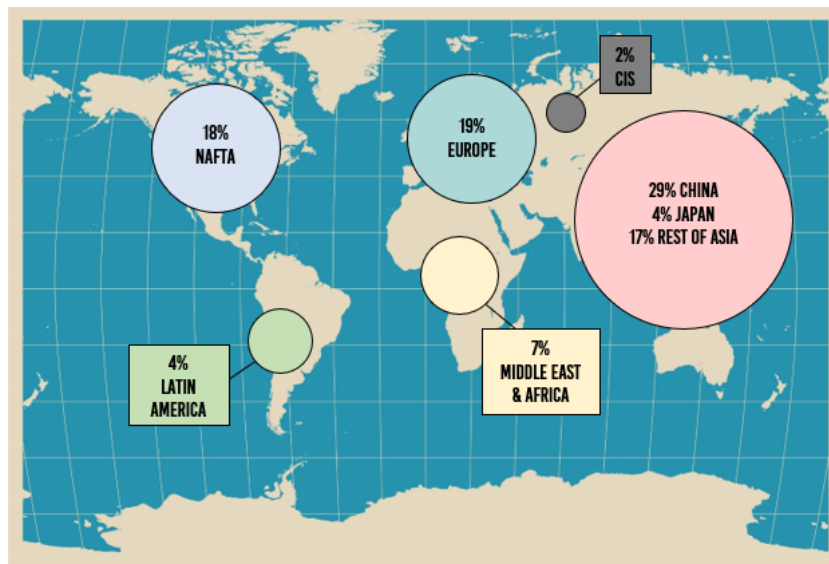 2%
CIS
18%
NAFTA
19%
EUROPE
29% CHINA
4% JAPAN
17% REST OF ASIA
4%
LATIN
AMERICA
7%
MIDDLE EAST
& AFRICA